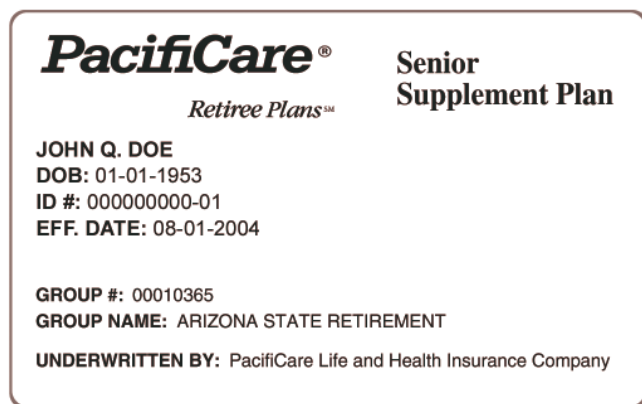 PacifiCare®
Senior
Supplement Plan
Retiree Plans℠
JOHN Q. DOE
DOB: 01-01-1953
ID #: 000000000-01
EFF. DATE: 08-01-2004
GROUP #: 00010365
GROUP NAME: ARIZONA STATE RETIREMENT
UNDERWRITTEN BY: PacifiCare Life and Health Insurance Company